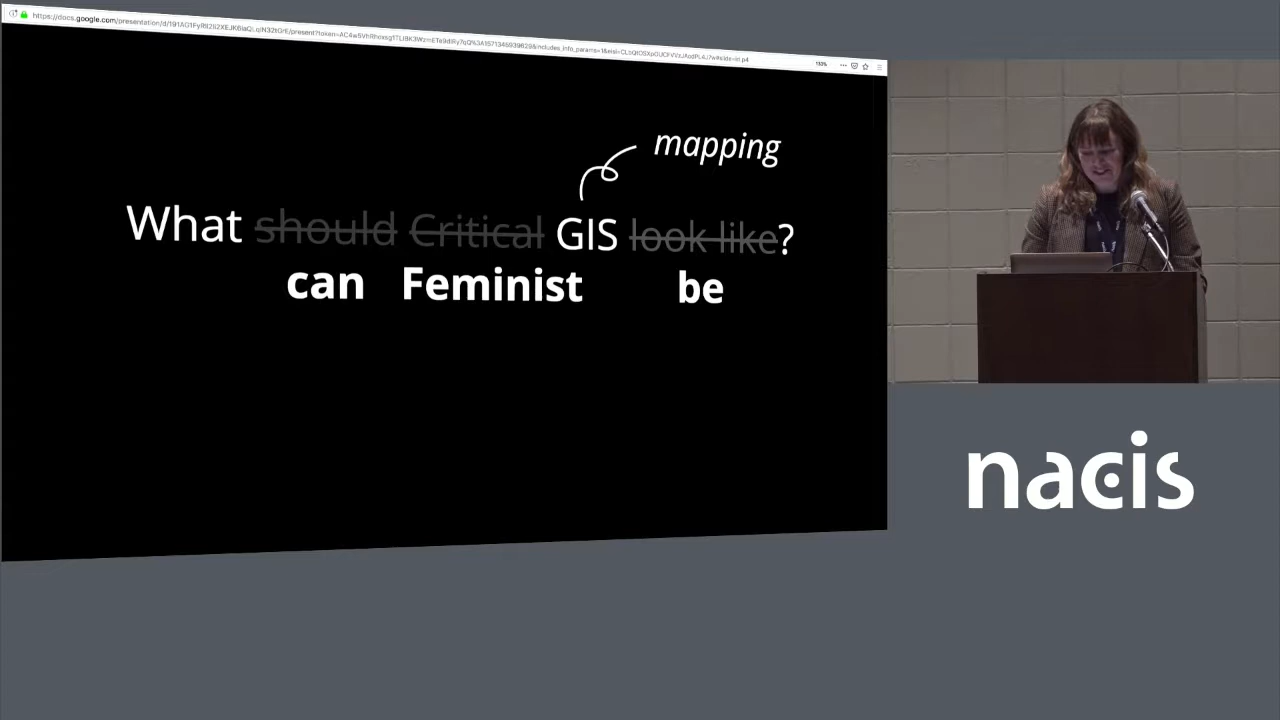 mapping
What should Critical GIS look like?
can Feminist be
nacis